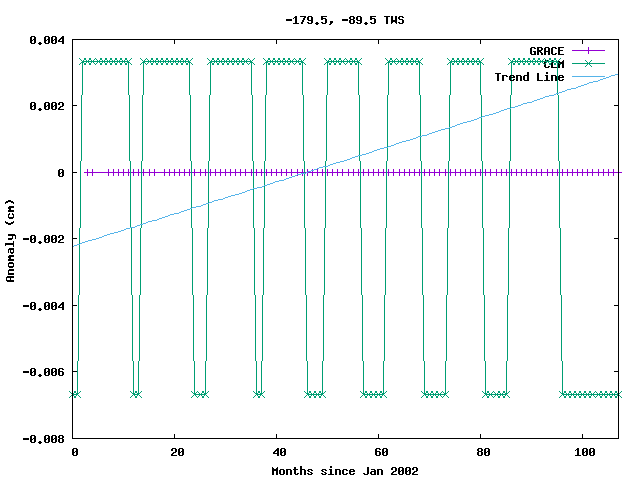 -179.5, -89.5 TWS
GRACE
CLM
Trend Line
0.004
0.002
0
-0.002
-0.004
-0.006
-0.008
Anomaly (cm)
0 20 40 60 80 100
Months since Jan 2002